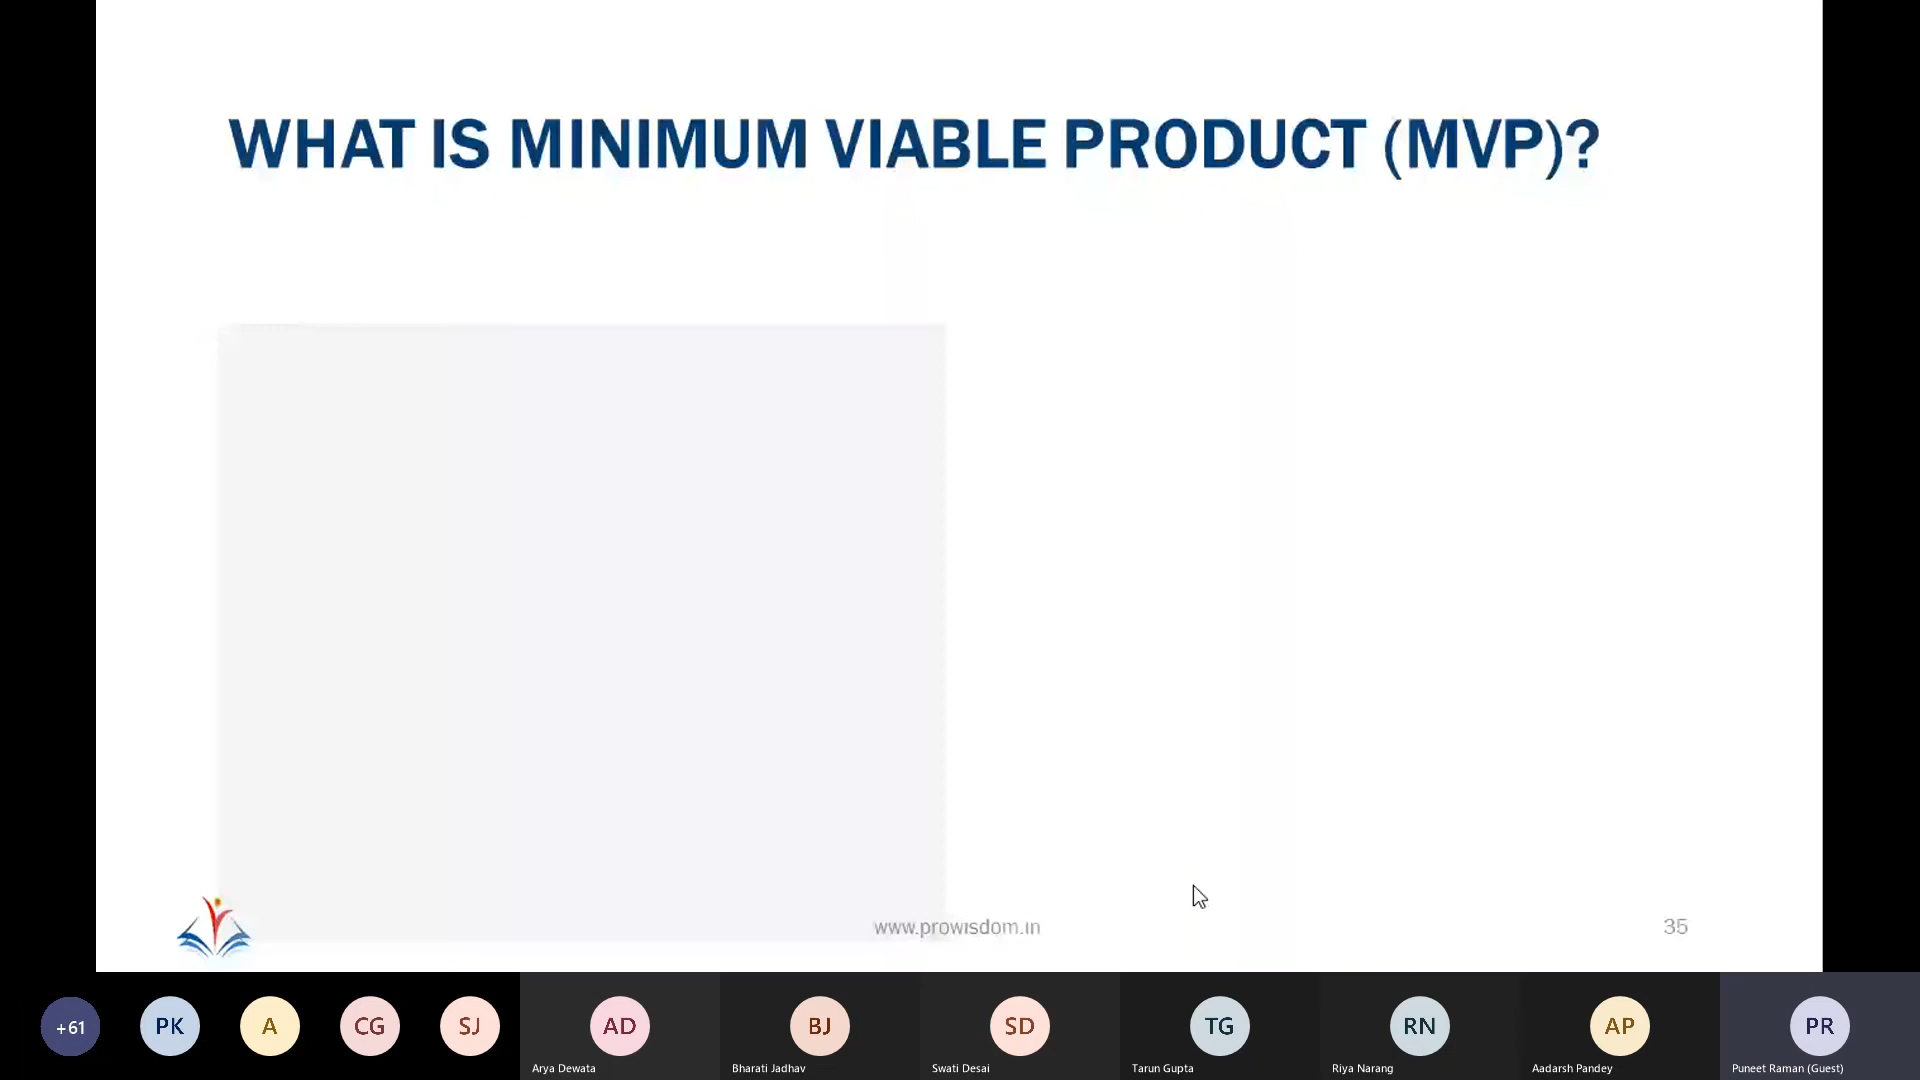 WHAT IS MINIMUM VIABLE PRODUCT (MVP)?
www.prowisdom.in
35
+61
PK
A
CG
SJ
AD
BJ
SD
TG
RN
AP
PR
Arya Dewata
Bharati Jadhav
Swati Desai
Tarun Gupta
Riya Narang
Aadarsh Pandey
Puneet Raman (Guest)